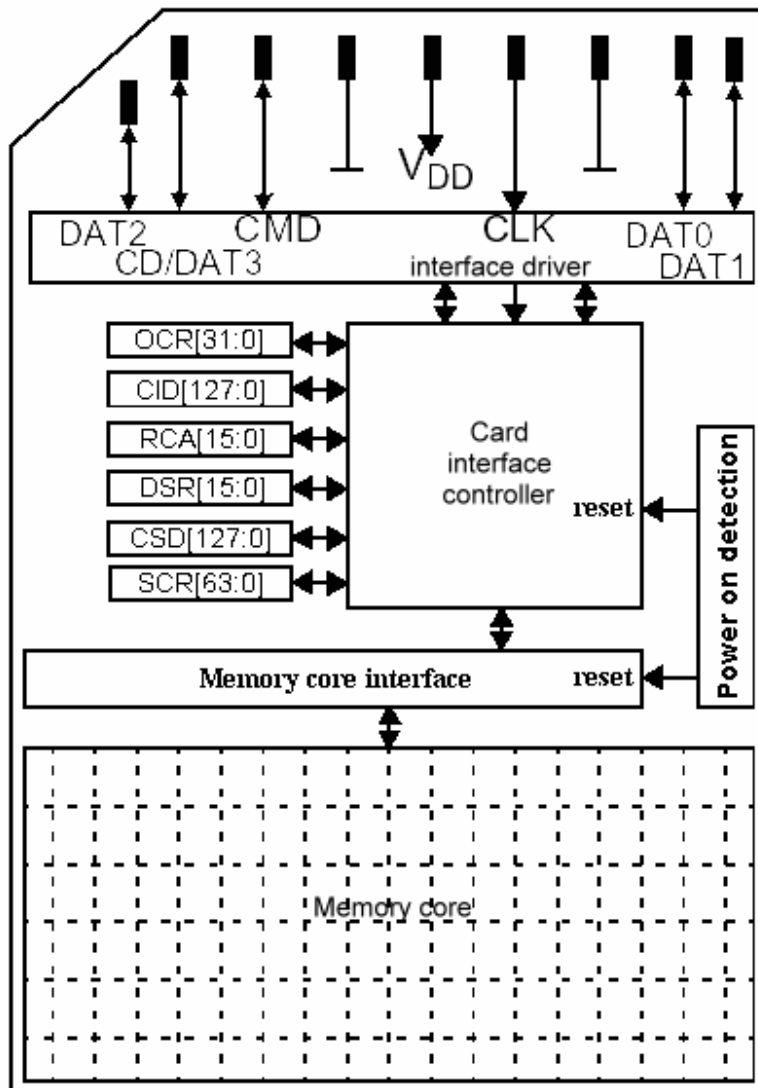 VDD
DAT2 CMD CLK DAT0
CD/DAT3 interface driver DAT1
OCR[31:0]
CID[127:0]
RCA[15:0]
DSR[15:0]
CSD[127:0]
SCR[63:0]
Card
interface
controller
reset
Power on detection
Memory core interface reset
Memory core